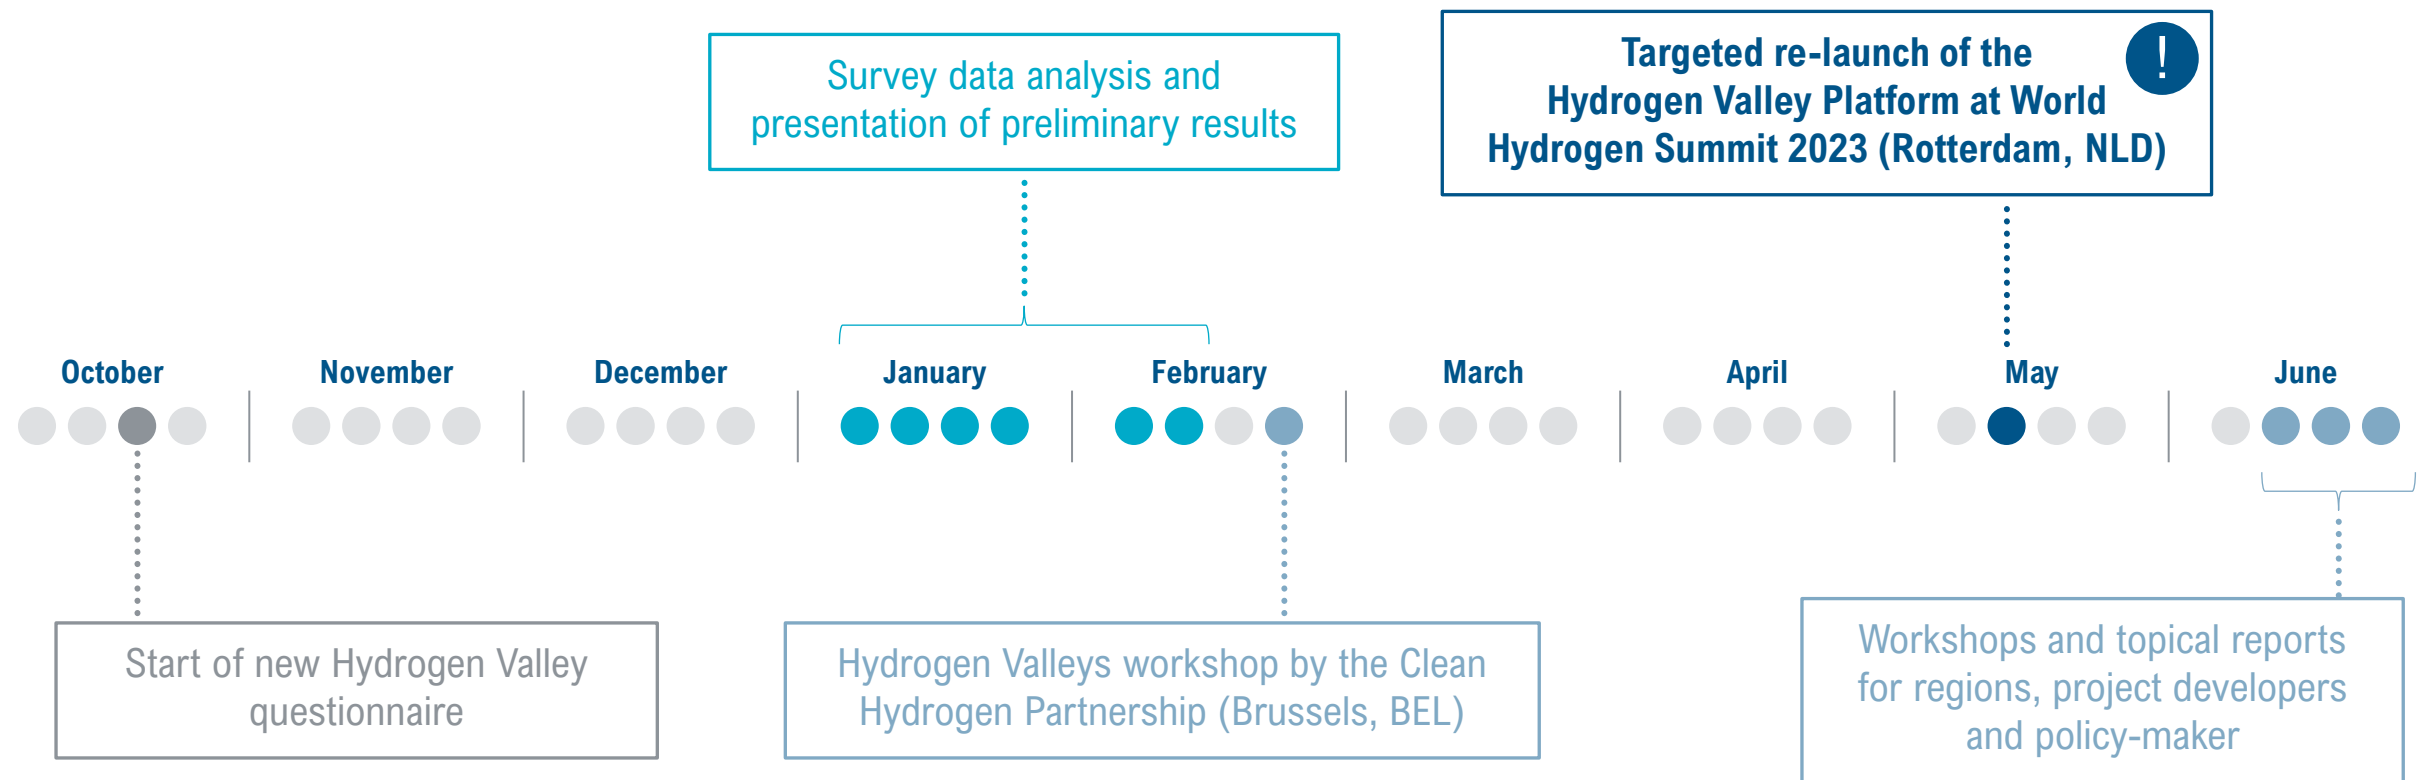 Survey data analysis and
presentation of preliminary results
Targeted re-launch of the
Hydrogen Valley Platform at World
Hydrogen Summit 2023 (Rotterdam, NLD)
!
October
November
December
January
February
March
April
May
June
Start of new Hydrogen Valley
questionnaire
Hydrogen Valleys workshop by the Clean
Hydrogen Partnership (Brussels, BEL)
Workshops and topical reports
for regions, project developers
and policy-maker